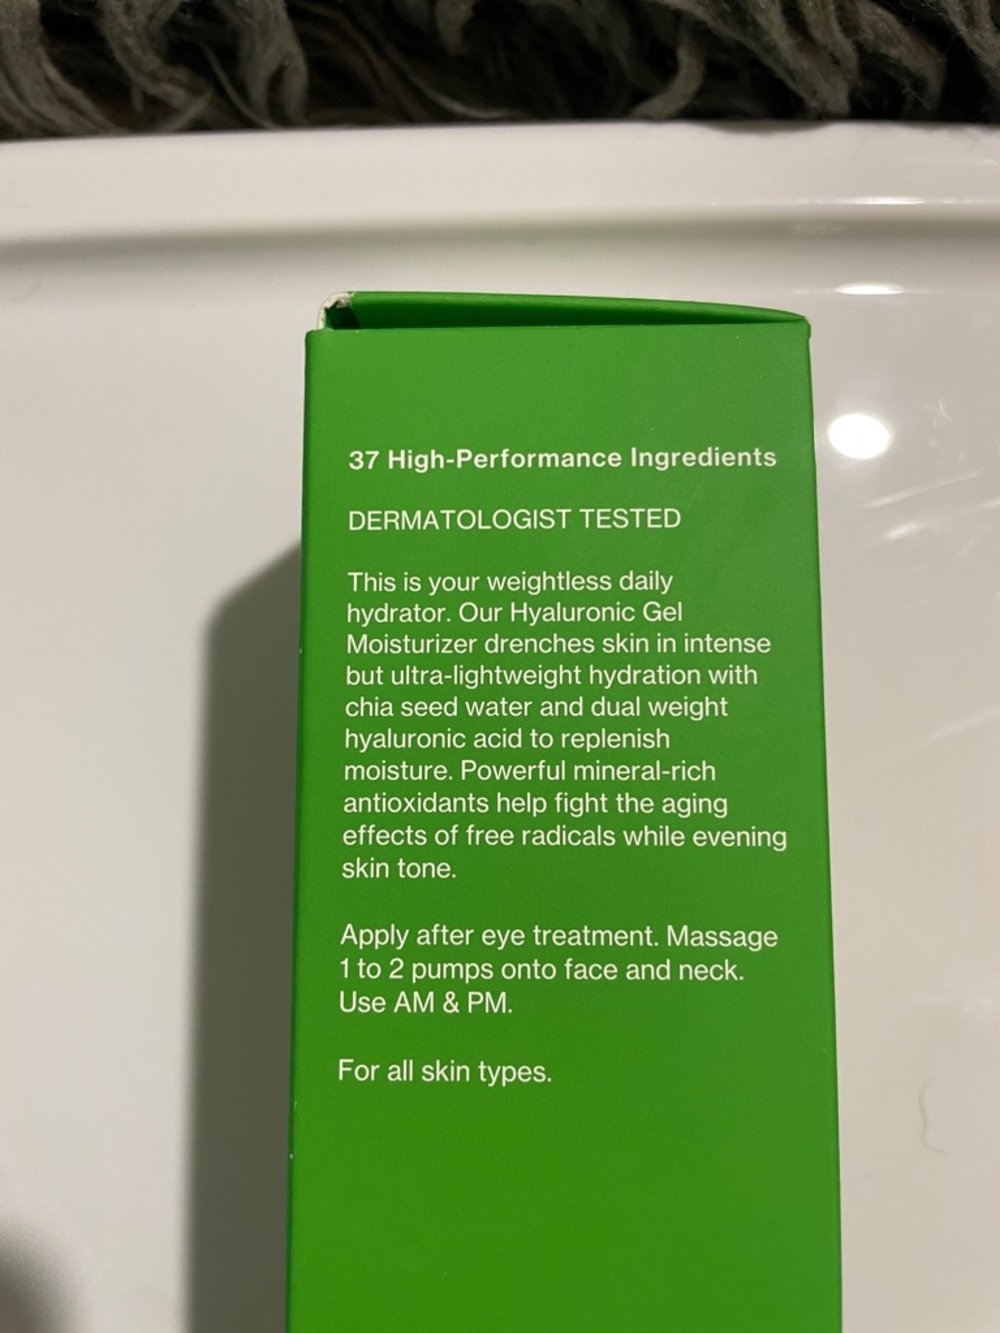 37 High-Performance Ingredients
DERMATOLOGIST TESTED
This is your weightless daily
hydrator. Our Hyaluronic Gel
Moisturizer drenches skin in intense
but ultra-lightweight hydration with
chia seed water and dual weight
hyaluronic acid to replenish
moisture. Powerful mineral-rich
antioxidants help fight the aging
effects of free radicals while evening
skin tone.
Apply after eye treatment. Massage
1 to 2 pumps onto face and neck.
Use AM & PM.
For all skin types.